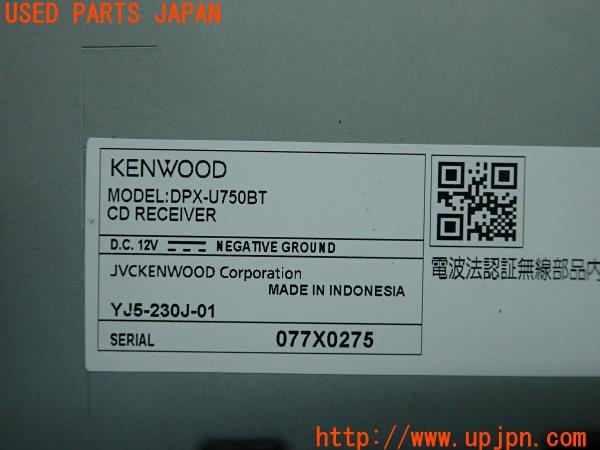 USED PARTS JAPAN
KENWOOD
MODEL:DPX-U750BT
CD RECEIVER
D.C. 12V NEGATIVE GROUND
JVCKENWOOD Corporation
MADE IN INDONESIA
YJ5-230J-01
SERIAL 077X0275
電波法認証無線部品内
http://www.upjpn.com/